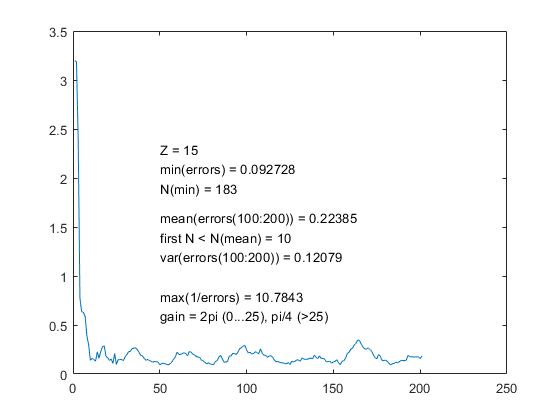 3.5
3
2.5
2
1.5
1
0.5
0
Z = 15
min(errors) = 0.092728
N(min) = 183
mean(errors(100:200)) = 0.22385
first N < N(mean) = 10
var(errors(100:200)) = 0.12079
max(1/errors) = 10.7843
gain = 2pi (0...25), pi/4 (>25)
0 50 100 150 200 250